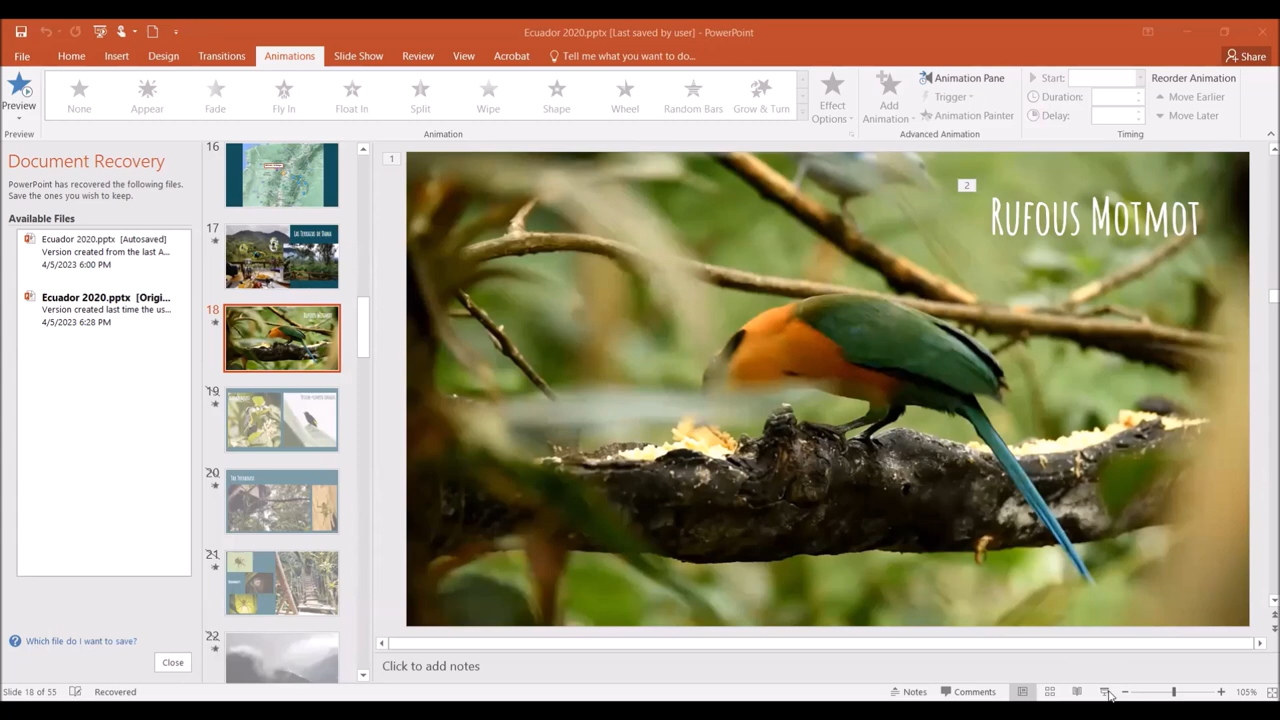 Ecuador 2020.pptx [Last saved by user] - PowerPoint
File Home Insert Design Transitions Animations Slide Show Review View Acrobat Tell me what you want to do... Share
Preview
None Appear Fade Fly In Float In Split Wipe Shape Wheel Random Bars Grow & Turn
Effect Options
Add Animation
Animation Pane
Trigger
Animation Painter
Start:
Duration:
Delay:
Reorder Animation
Move Earlier
Move Later
Preview Animation Advanced Animation Timing
Document Recovery
PowerPoint has recovered the following files.
Save the ones you wish to keep.
Available Files
Ecuador 2020.pptx [Autosaved]
Version created from the last A...
4/5/2023 6:00 PM
Ecuador 2020.pptx [Origi...
Version created last time the us...
4/5/2023 6:28 PM
Which file do I want to save?
Close
16
17
Las Terrazas de Dana
18
Rufous Motmot
19
20
21
22
1
2
Rufous Motmot
Click to add notes
Slide 18 of 55 Recovered Notes Comments 105%